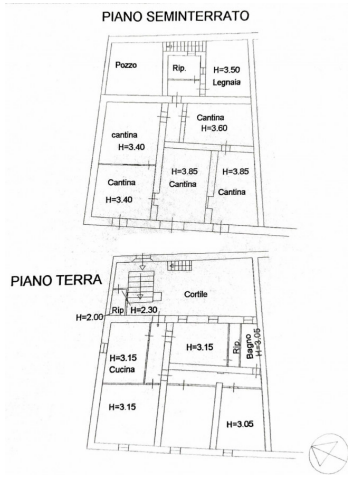 PIANO SEMINTERRATO
Pozzo
Rip.
H=3.50
Legnaia
Cantina
H=3.60
cantina
H=3.40
Cantina
H=3.40
H=3.85
Cantina
H=3.85
Cantina
PIANO TERRA
Cortile
H=2.00
Rip
H=2.30
H=3.15
Cucina
H=3.15
Rip
Bagno
H=3.05
H=3.15
H=3.05